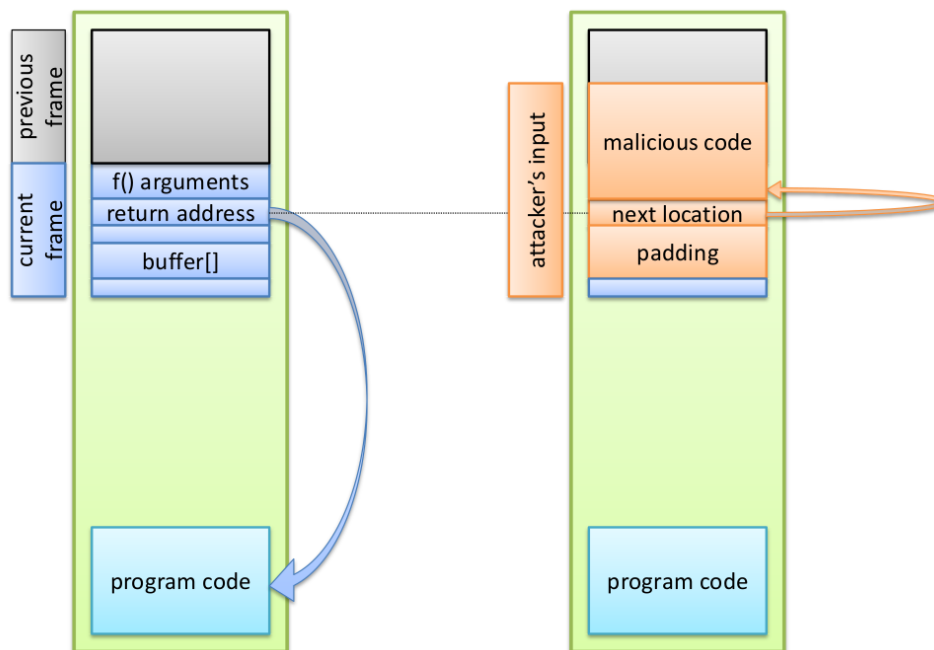 previous
frame
current
frame
f() arguments
return address
buffer[]
program code
attacker's input
malicious code
next location
padding
program code